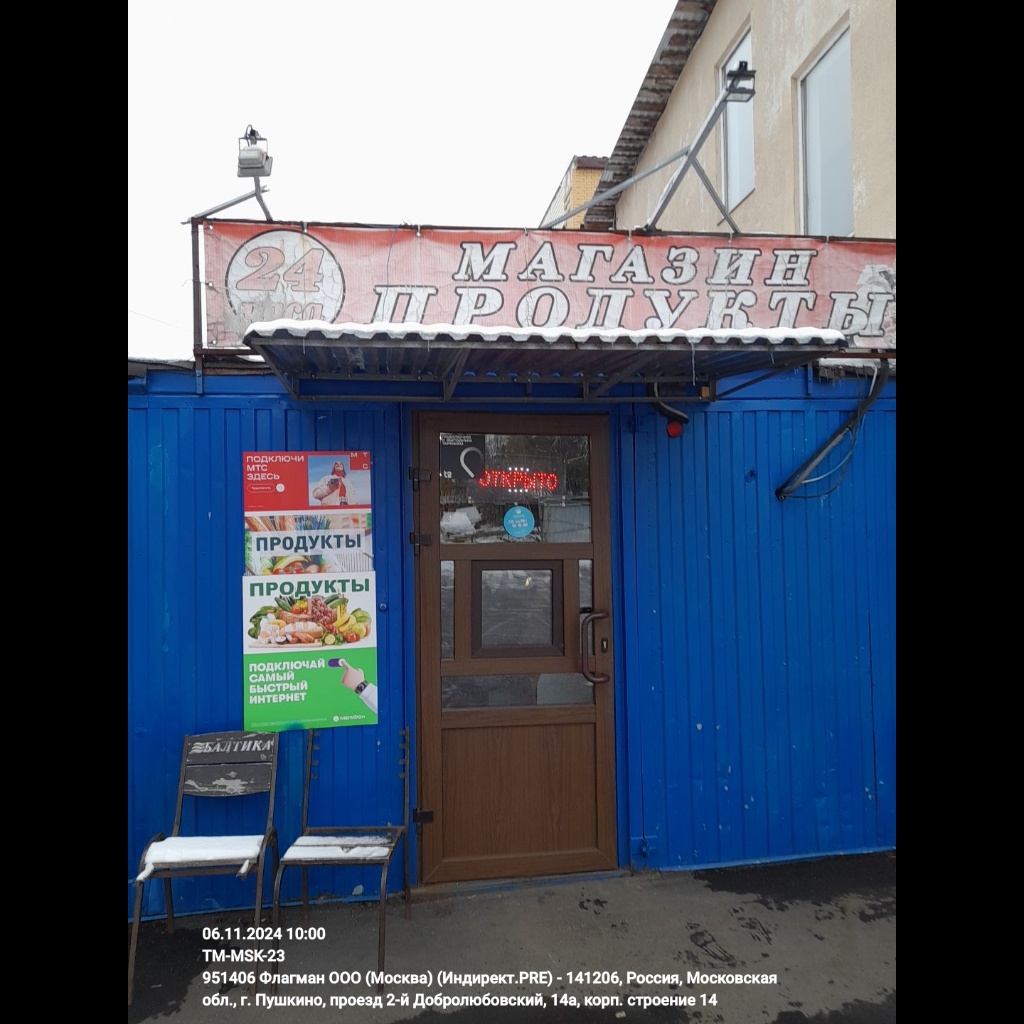 24
ЧАСА
МАГАЗИН
ПРОДУКТЫ
ОТКРЫТО
ПОДКЛЮЧИ
МТС
ЗДЕСЬ
М Т С
ПРОДУКТЫ
ПРОДУКТЫ
ПОДКЛЮЧАЙ
САМЫЙ
БЫСТРЫЙ
ИНТЕРНЕТ
МЕГАФОН
БАЛТИКА
06.11.2024 10:00
TM-MSK-23
951406 Флагман ООО (Москва) (Индирект.PRE) - 141206, Россия, Московская
обл., г. Пушкино, проезд 2-й Добролюбовский, 14а, корп. строение 14